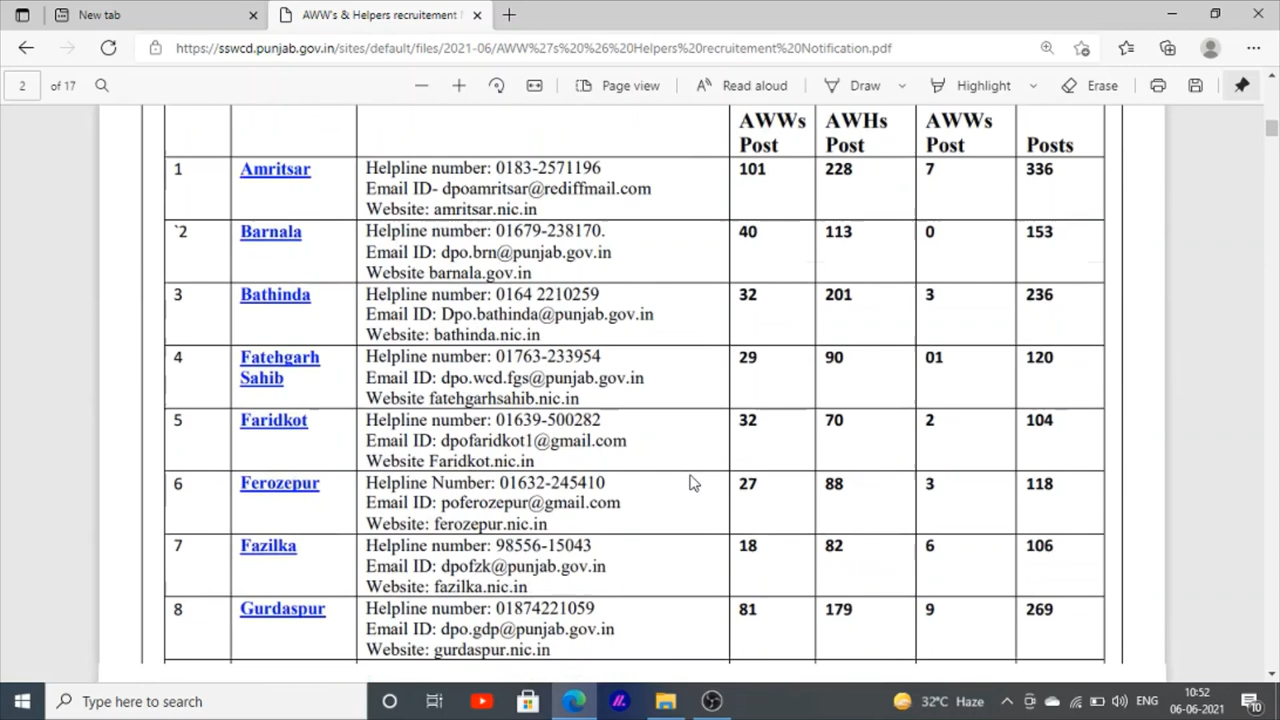 New tab
AWW's & Helpers recruitement
https://sswcd.punjab.gov.in/sites/default/files/2021-06/AWW%27s%20%26%20Helpers%20recruitement%20Notification.pdf
2 of 17 Page view Read aloud Draw Highlight Erase
AWWs AWHs AWWs
Post Post Post Posts
1 Amritsar Helpline number: 0183-2571196 101 228 7 336
Email ID- dpoamritsar@rediffmail.com
Website: amritsar.nic.in
`2 Barnala Helpline number: 01679-238170. 40 113 0 153
Email ID: dpo.brn@punjab.gov.in
Website barnala.gov.in
3 Bathinda Helpline number: 0164 2210259 32 201 3 236
Email ID: Dpo.bathinda@punjab.gov.in
Website: bathinda.nic.in
4 Fatehgarh Helpline number: 01763-233954 29 90 01 120
Sahib Email ID: dpo.wcd.fgs@punjab.gov.in
Website fatehgarhsahib.nic.in
5 Faridkot Helpline number: 01639-500282 32 70 2 104
Email ID: dpofaridkot1@gmail.com
Website Faridkot.nic.in
6 Ferozepur Helpline Number: 01632-245410 27 88 3 118
Email ID: poferozepur@gmail.com
Website: ferozepur.nic.in
7 Fazilka Helpline number: 98556-15043 18 82 6 106
Email ID: dpofzk@punjab.gov.in
Website: fazilka.nic.in
8 Gurdaspur Helpline number: 01874221059 81 179 9 269
Email ID: dpo.gdp@punjab.gov.in
Website: gurdaspur.nic.in
Type here to search 32°C Haze ENG 10:52
06-06-2021 10